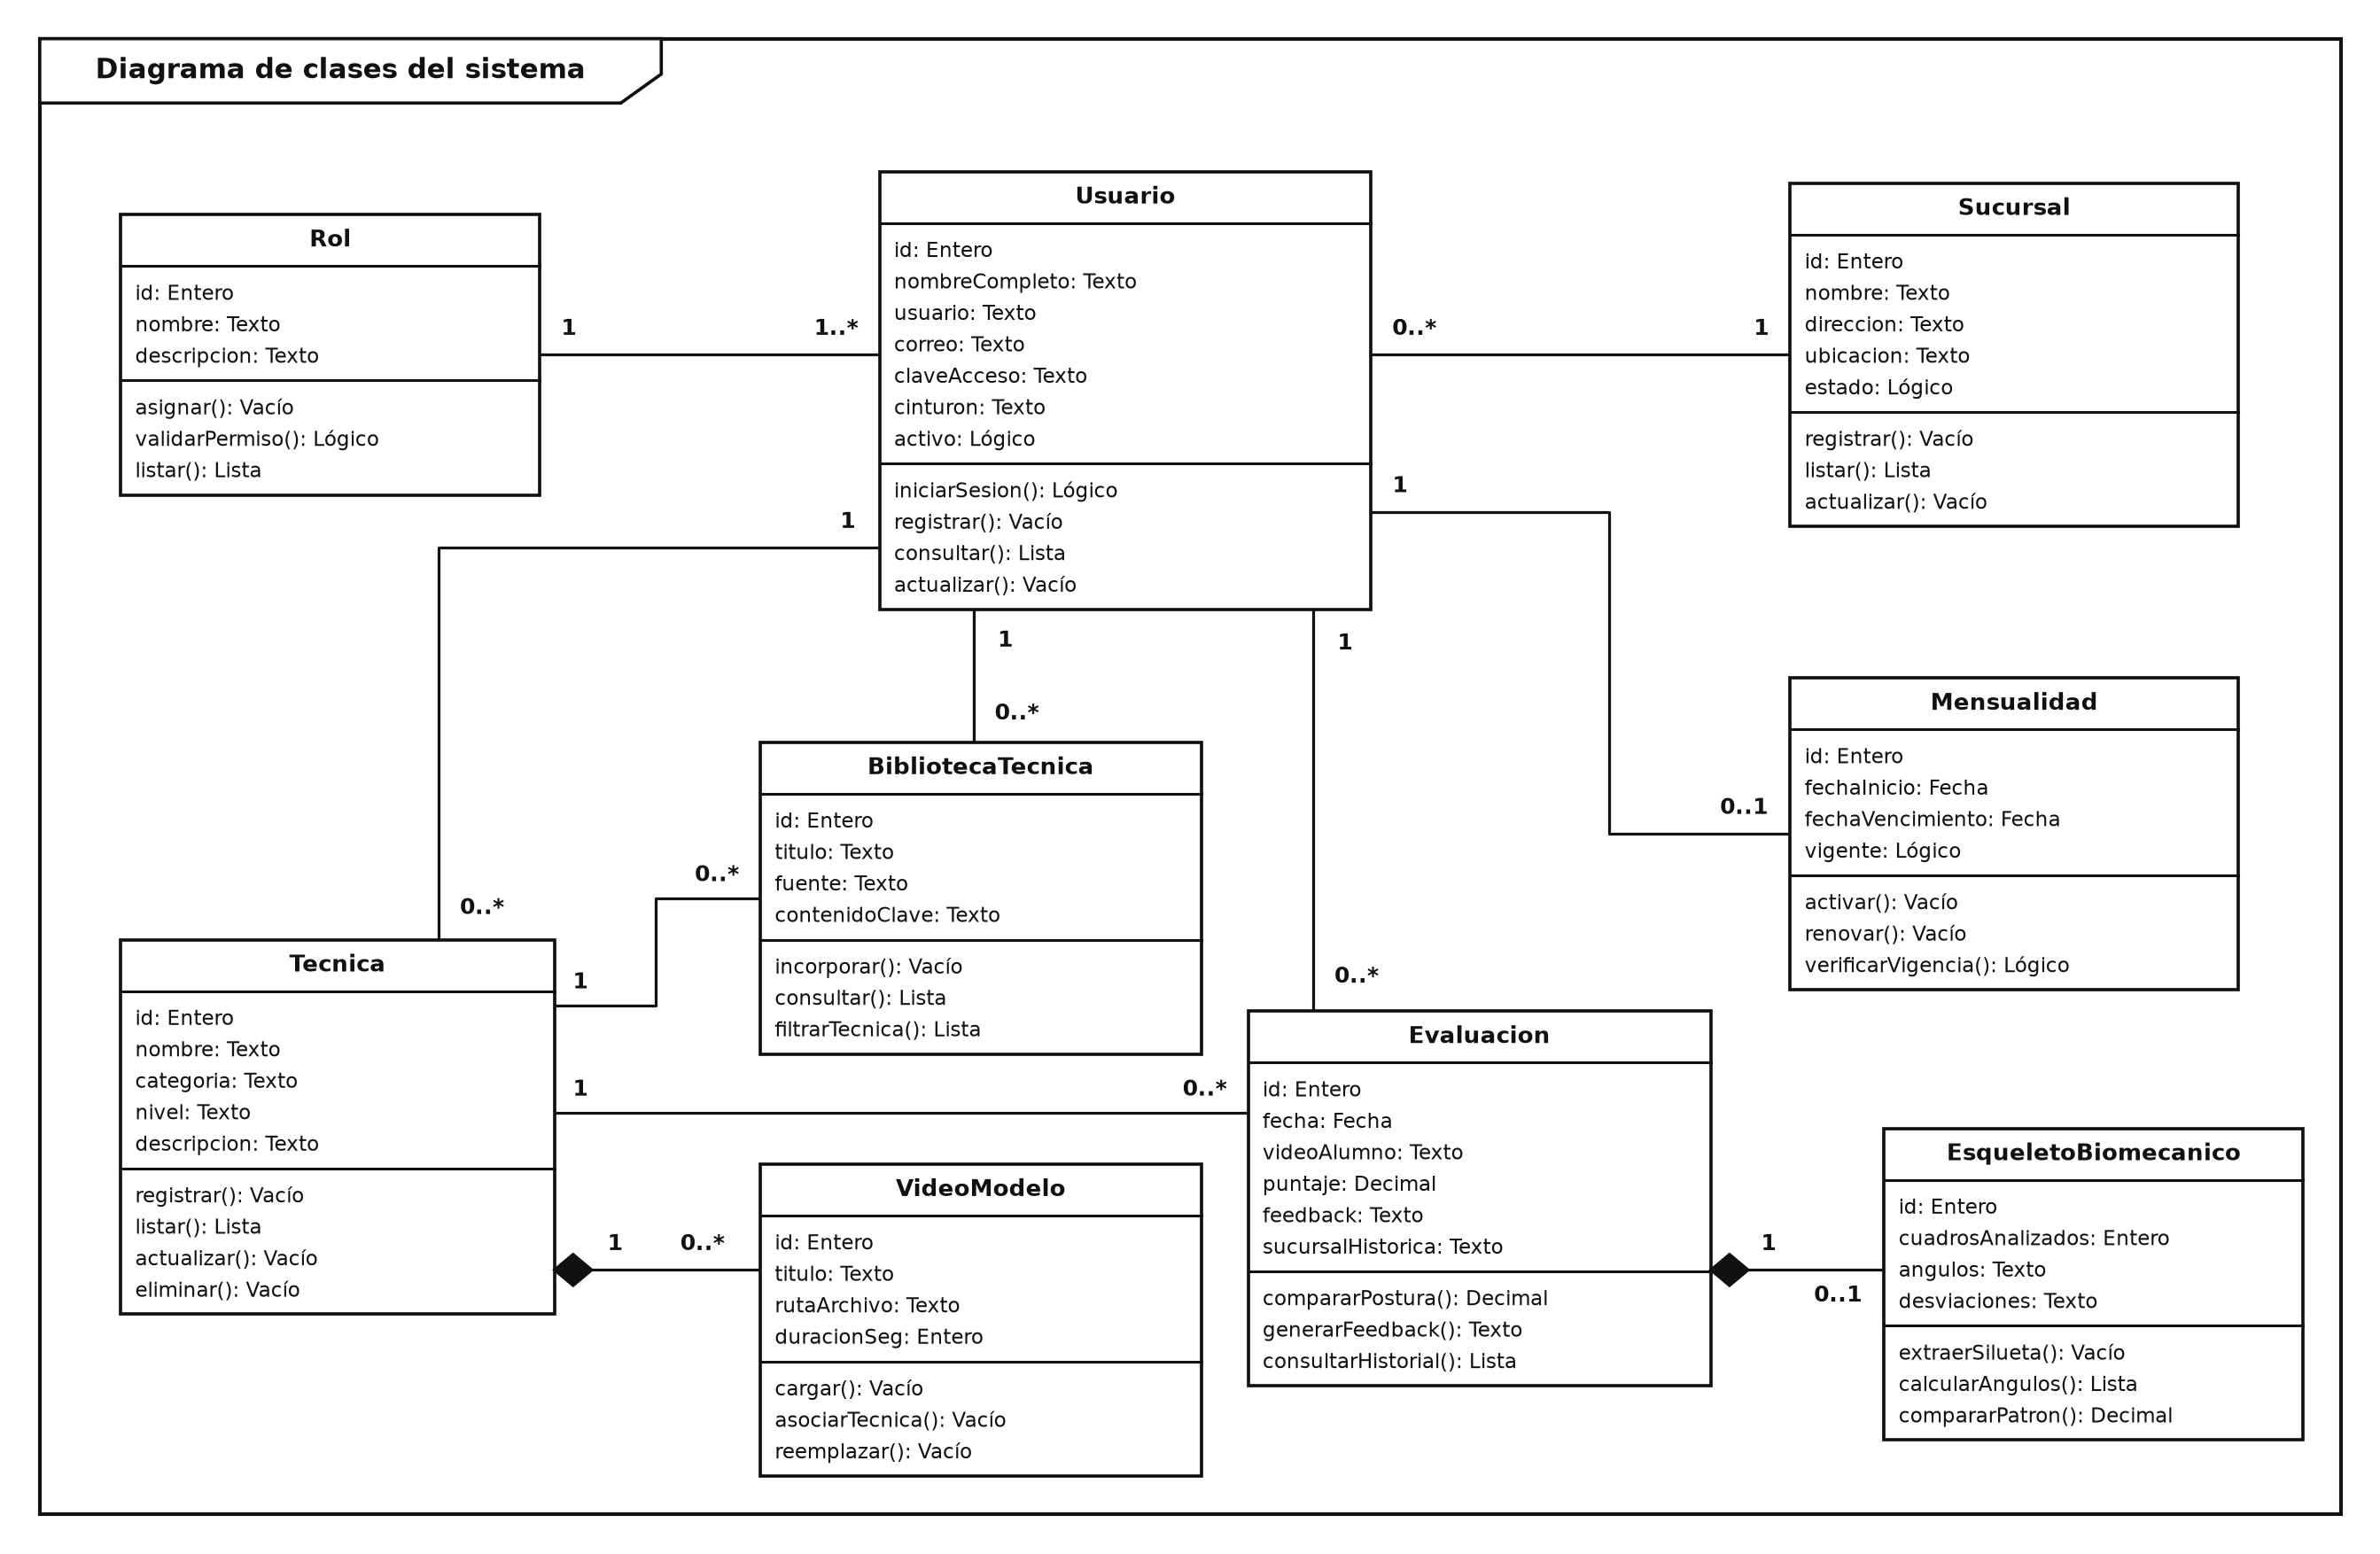 Diagrama de clases del sistema
Rol
id: Entero
nombre: Texto
descripcion: Texto
asignar(): Vacío
validarPermiso(): Lógico
listar(): Lista
1
1..*
Usuario
id: Entero
nombreCompleto: Texto
usuario: Texto
correo: Texto
claveAcceso: Texto
cinturon: Texto
activo: Lógico
iniciarSesion(): Lógico
registrar(): Vacío
consultar(): Lista
actualizar(): Vacío
0..*
1
Sucursal
id: Entero
nombre: Texto
direccion: Texto
ubicacion: Texto
estado: Lógico
registrar(): Vacío
listar(): Lista
actualizar(): Vacío
1
1
1
0..*
1
0..1
Mensualidad
id: Entero
fechaInicio: Fecha
fechaVencimiento: Fecha
vigente: Lógico
activar(): Vacío
renovar(): Vacío
verificarVigencia(): Lógico
BibliotecaTecnica
id: Entero
titulo: Texto
fuente: Texto
contenidoClave: Texto
incorporar(): Vacío
consultar(): Lista
filtrarTecnica(): Lista
0..*
0..*
1
Tecnica
id: Entero
nombre: Texto
categoria: Texto
nivel: Texto
descripcion: Texto
registrar(): Vacío
listar(): Lista
actualizar(): Vacío
eliminar(): Vacío
1
0..*
0..*
1
0..*
VideoModelo
id: Entero
titulo: Texto
rutaArchivo: Texto
duracionSeg: Entero
cargar(): Vacío
asociarTecnica(): Vacío
reemplazar(): Vacío
Evaluacion
id: Entero
fecha: Fecha
videoAlumno: Texto
puntaje: Decimal
feedback: Texto
sucursalHistorica: Texto
compararPostura(): Decimal
generarFeedback(): Texto
consultarHistorial(): Lista
1
0..1
EsqueletoBiomecanico
id: Entero
cuadrosAnalizados: Entero
angulos: Texto
desviaciones: Texto
extraerSilueta(): Vacío
calcularAngulos(): Lista
compararPatron(): Decimal